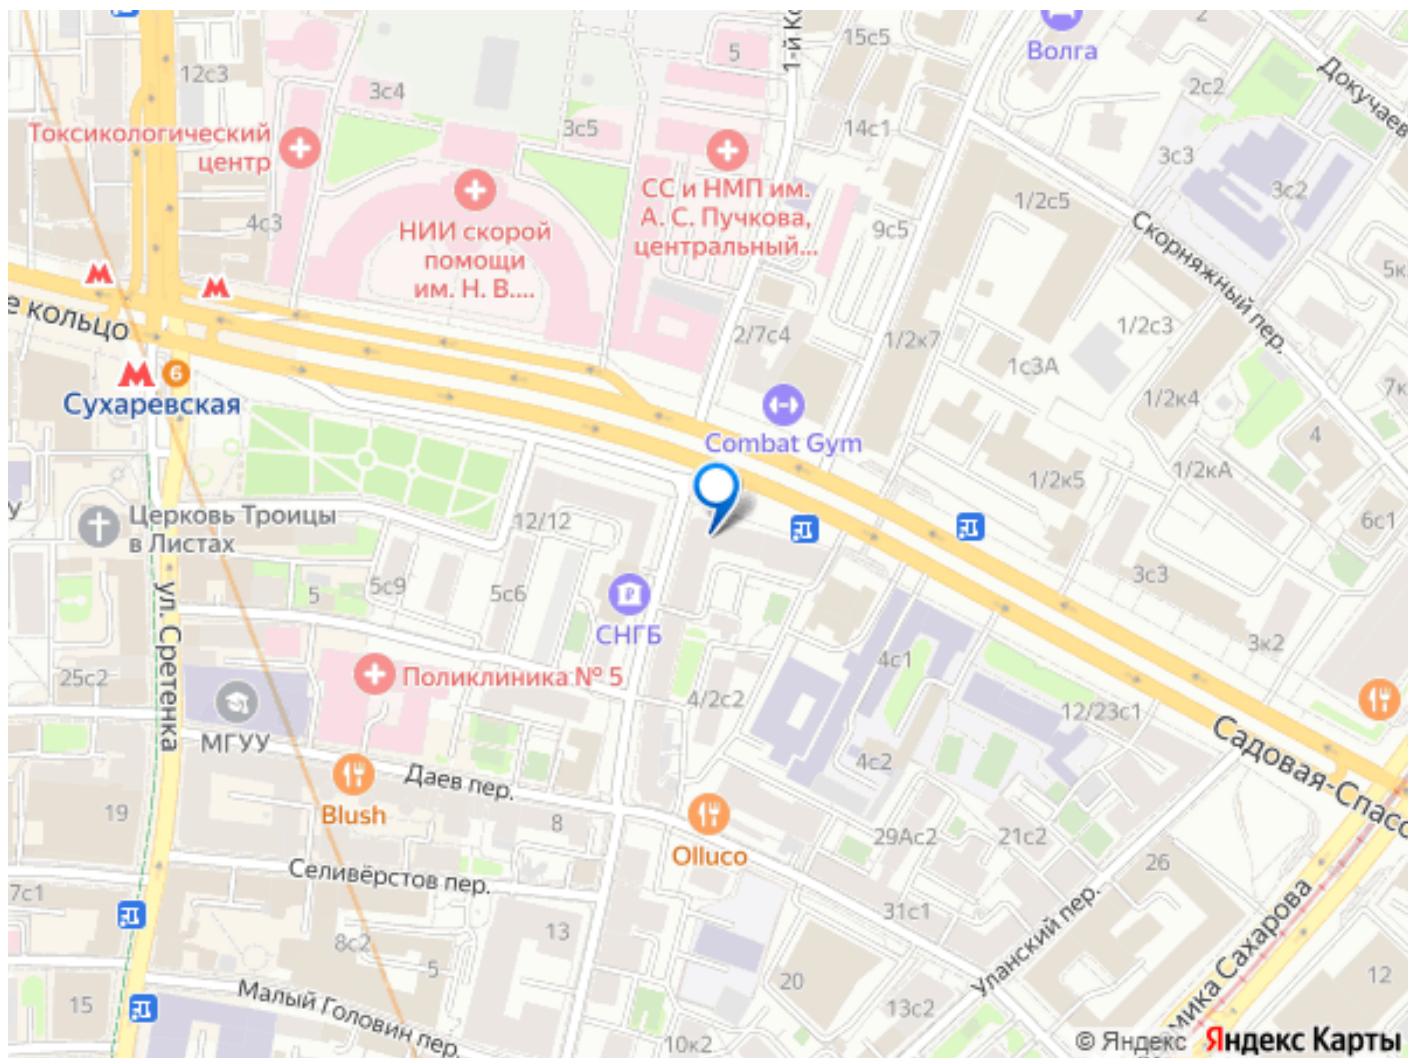 5
15с5
Волга
1-й Ко
2
Докучаев
12с3
3с4
2с2
Токсикологический
центр
3с5
14с1
3с3
СС и НМП им.
А. С. Пучкова,
центральный...
1/2с5
3с2
4с3
НИИ скорой
помощи
им. Н. В....
9с5
Скорняжный пер.
5к
е кольцо
2/7с4
1/2к7
1/2с3
1с3А
Сухаревская
6
1/2к4
7к
Combat Gym
4
1/2к5
1/2кА
У
Церковь Троицы
в Листах
12/12
6с1
5
5с9
5с6
3с3
СНГБ
ул. Сретенка
3к2
25с2
Поликлиника № 5
4с1
4/2с2
12/23с1
МГУУ
Садовая-Спасс
4с2
Даев пер.
Blush
19
8
Olluco
29Ас2
21с2
26
Селивёрстов пер.
7с1
31с1
Уланский пер.
8с2
13
5
20
12
мика Сахарова
15
Малый Головин пер.
13с2
10к2
© Яндекс Яндекс Карты